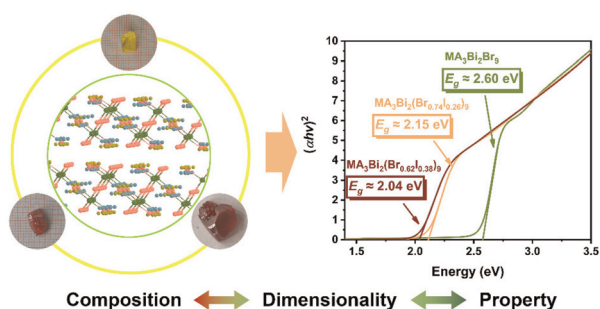 10
9
8
7
6
5
4
3
2
1
0
(αhν)²
MA₃Bi₂Br₉
E𝑔 ≈ 2.60 eV
MA₃Bi₂(Br₀.₇₄I₀.₂₆)₉
E𝑔 ≈ 2.15 eV
MA₃Bi₂(Br₀.₆₂I₀.₃₈)₉
E𝑔 ≈ 2.04 eV
1.5 2.0 2.5 3.0 3.5
Energy (eV)
Composition Dimensionality Property